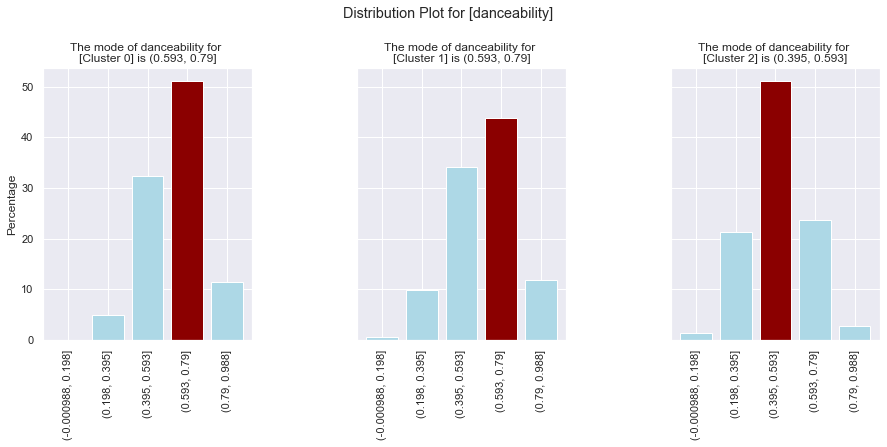 Distribution Plot for [danceability]
The mode of danceability for
[Cluster 0] is (0.593, 0.79]
The mode of danceability for
[Cluster 1] is (0.593, 0.79]
The mode of danceability for
[Cluster 2] is (0.395, 0.593]
Percentage
50
40
30
20
10
0
(-0.000988, 0.198]
(0.198, 0.395]
(0.395, 0.593]
(0.593, 0.79]
(0.79, 0.988]
(-0.000988, 0.198]
(0.198, 0.395]
(0.395, 0.593]
(0.593, 0.79]
(0.79, 0.988]
(-0.000988, 0.198]
(0.198, 0.395]
(0.395, 0.593]
(0.593, 0.79]
(0.79, 0.988]